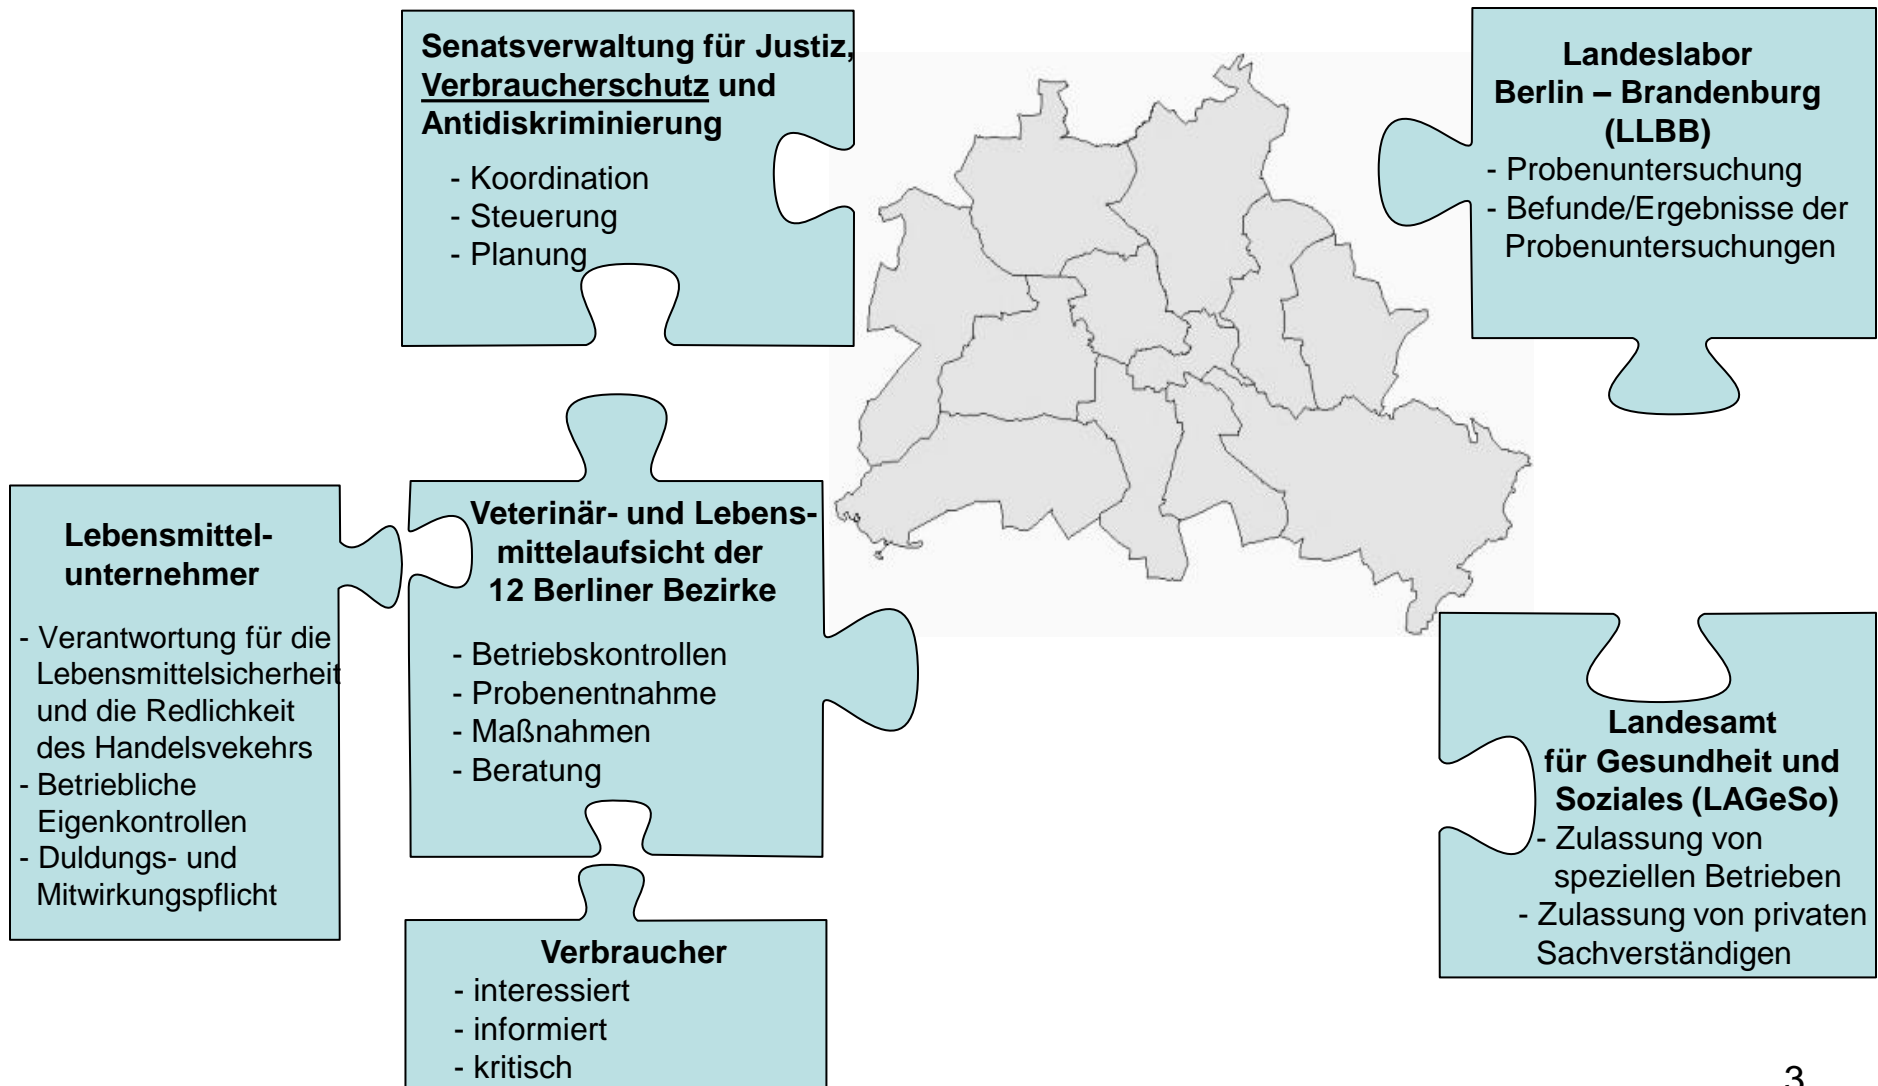 Senatsverwaltung für Justiz,
Verbraucherschutz und
Antidiskriminierung
- Koordination
- Steuerung
- Planung
Landeslabor
Berlin – Brandenburg
(LLBB)
- Probenuntersuchung
- Befunde/Ergebnisse der
Probenuntersuchungen
Lebensmittel-
unternehmer
- Verantwortung für die
Lebensmittelsicherheit
und die Redlichkeit
des Handelsvekehrs
- Betriebliche
Eigenkontrollen
- Duldungs- und
Mitwirkungspflicht
Veterinär- und Lebens-
mittelaufsicht der
12 Berliner Bezirke
- Betriebskontrollen
- Probenentnahme
- Maßnahmen
- Beratung
Landesamt
für Gesundheit und
Soziales (LAGeSo)
- Zulassung von
speziellen Betrieben
- Zulassung von privaten
Sachverständigen
Verbraucher
- interessiert
- informiert
- kritisch
3